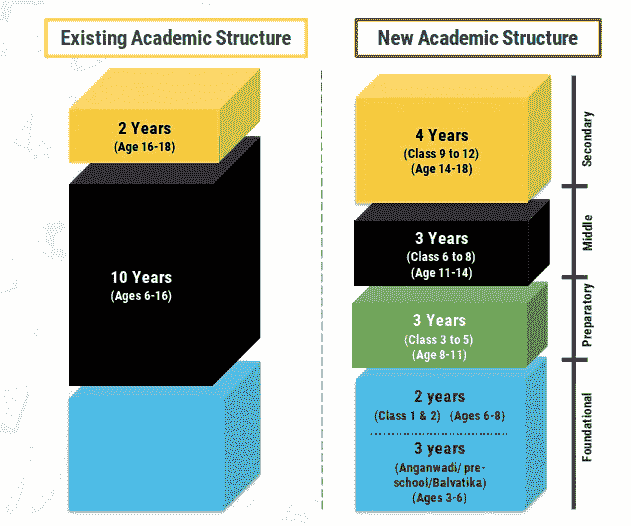 Existing Academic Structure
2 Years
(Age 16-18)
10 Years
(Ages 6-16)
New Academic Structure
4 Years
(Class 9 to 12)
(Age 14-18)
Secondary
3 Years
(Class 6 to 8)
(Age 11-14)
Middle
3 Years
(Class 3 to 5)
(Age 8-11)
Preparatory
2 years
(Class 1 & 2) (Ages 6-8)
3 years
(Anganwadi/ pre-
school/Balvatika)
(Ages 3-6)
Foundational